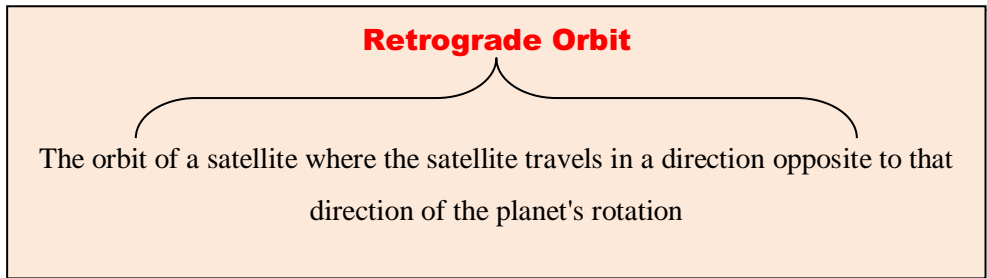 Retrograde Orbit
The orbit of a satellite where the satellite travels in a direction opposite to that
direction of the planet's rotation